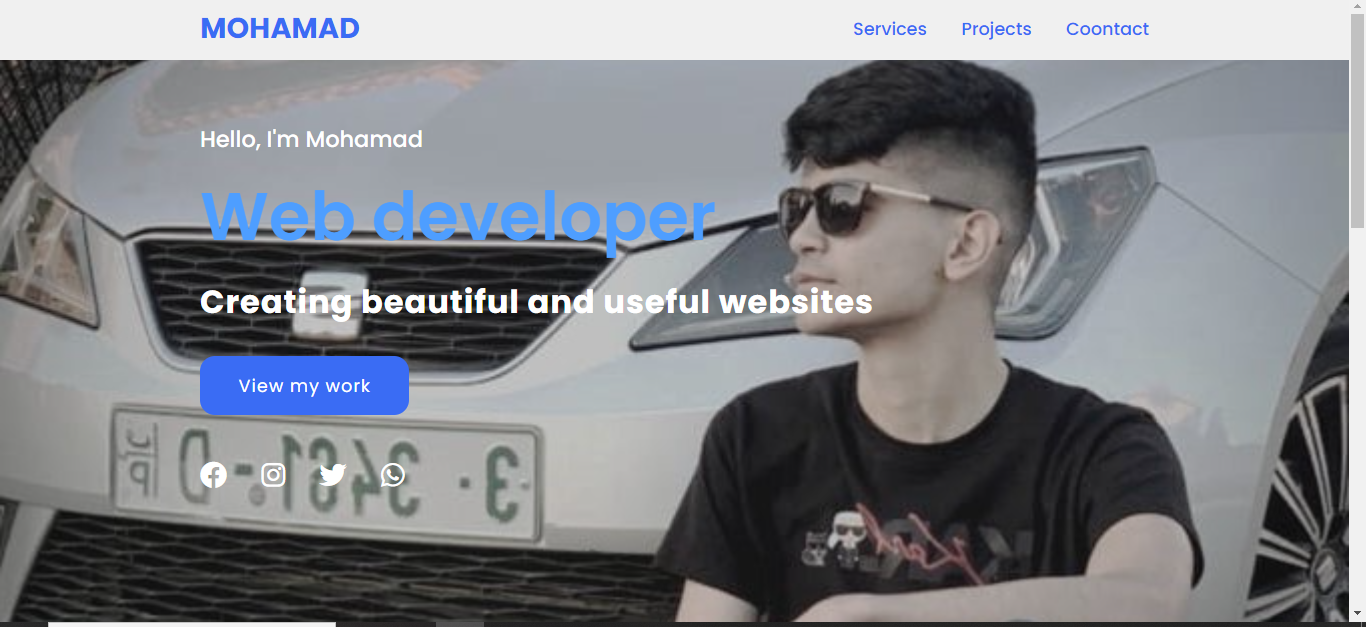 MOHAMAD
Services Projects Coontact
Hello, I'm Mohamad
Web developer
Creating beautiful and useful websites
View my work